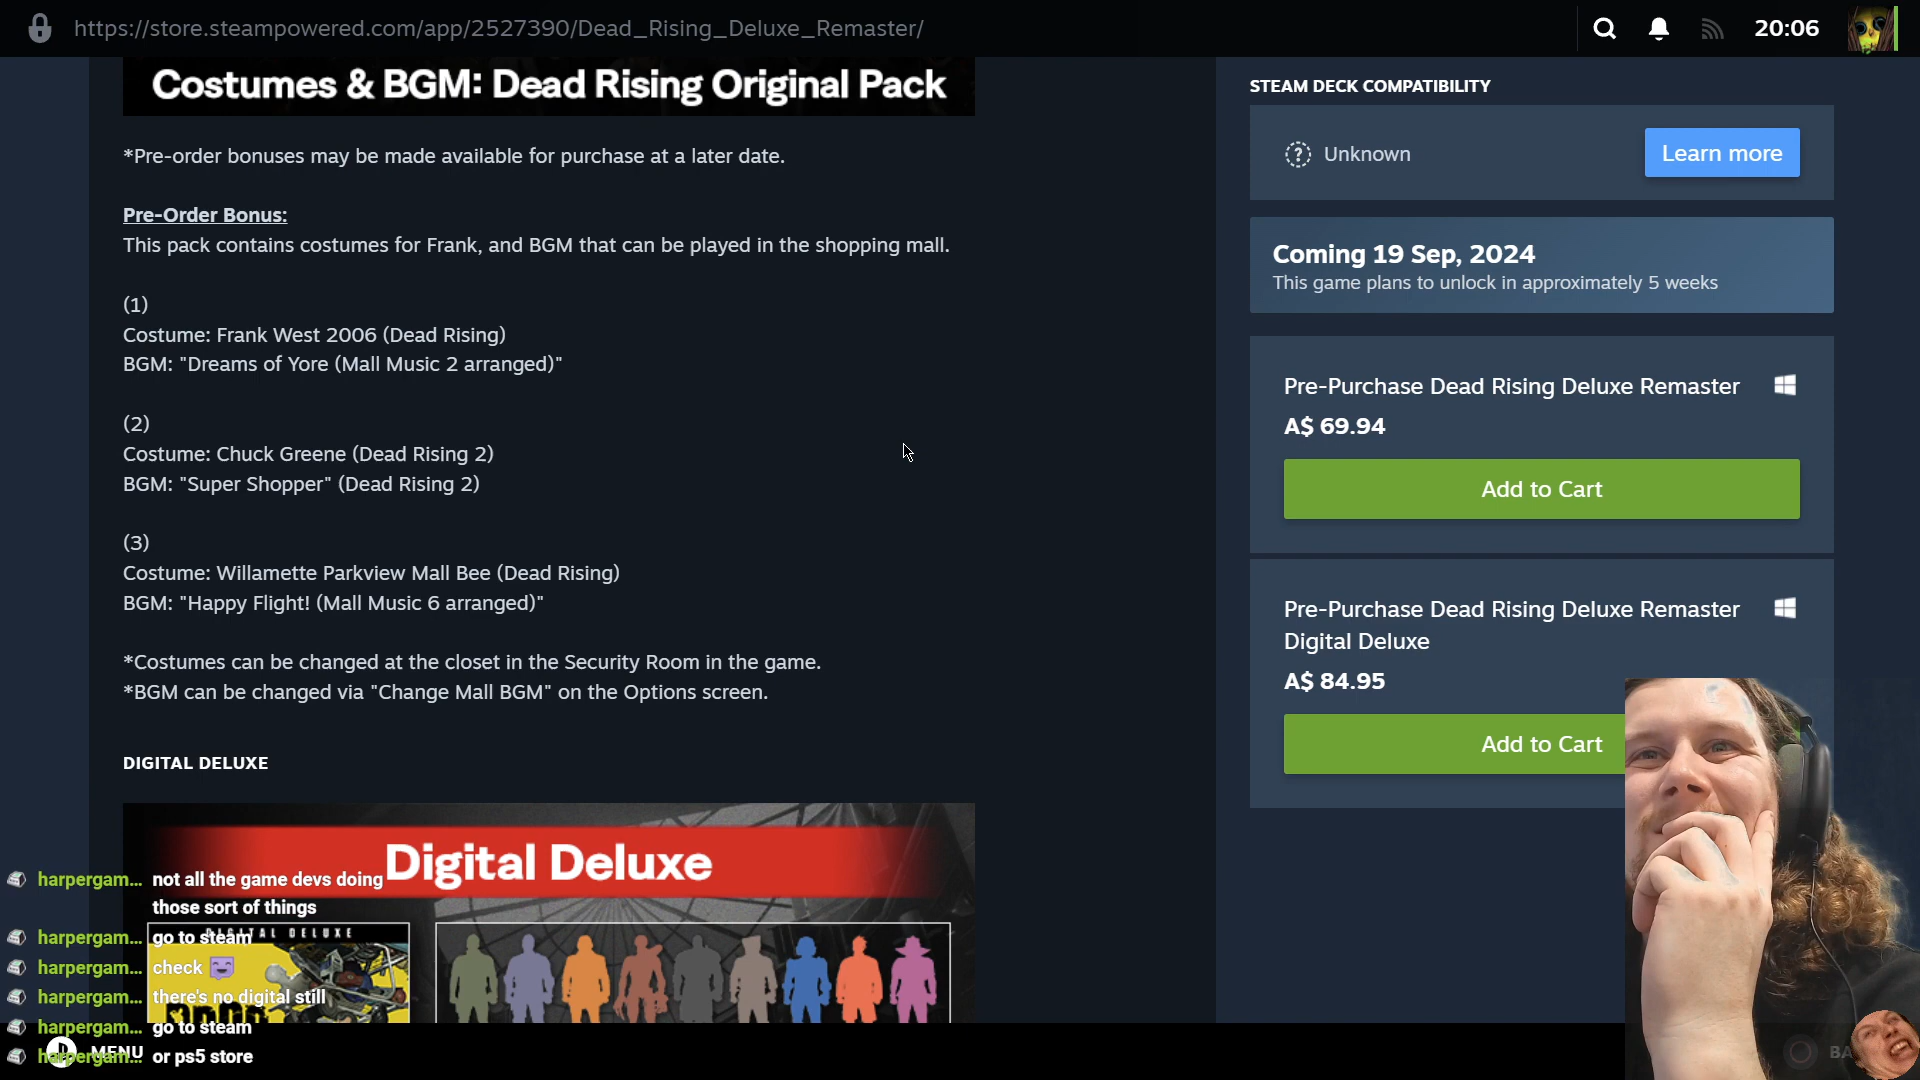 https://store.steampowered.com/app/2527390/Dead_Rising_Deluxe_Remaster/
20:06
Costumes & BGM: Dead Rising Original Pack
*Pre-order bonuses may be made available for purchase at a later date.
Pre-Order Bonus:
This pack contains costumes for Frank, and BGM that can be played in the shopping mall.
(1)
Costume: Frank West 2006 (Dead Rising)
BGM: "Dreams of Yore (Mall Music 2 arranged)"
(2)
Costume: Chuck Greene (Dead Rising 2)
BGM: "Super Shopper" (Dead Rising 2)
(3)
Costume: Willamette Parkview Mall Bee (Dead Rising)
BGM: "Happy Flight! (Mall Music 6 arranged)"
*Costumes can be changed at the closet in the Security Room in the game.
*BGM can be changed via "Change Mall BGM" on the Options screen.
DIGITAL DELUXE
Digital Deluxe
DIGITAL DELUXE
harpergam... not all the game devs doing
those sort of things
harpergam... go to steam
harpergam... check
harpergam... there's no digital still
harpergam... go to steam
harpergam... or ps5 store
MENU
STEAM DECK COMPATIBILITY
Unknown
Learn more
Coming 19 Sep, 2024
This game plans to unlock in approximately 5 weeks
Pre-Purchase Dead Rising Deluxe Remaster
A$ 69.94
Add to Cart
Pre-Purchase Dead Rising Deluxe Remaster
Digital Deluxe
A$ 84.95
Add to Cart